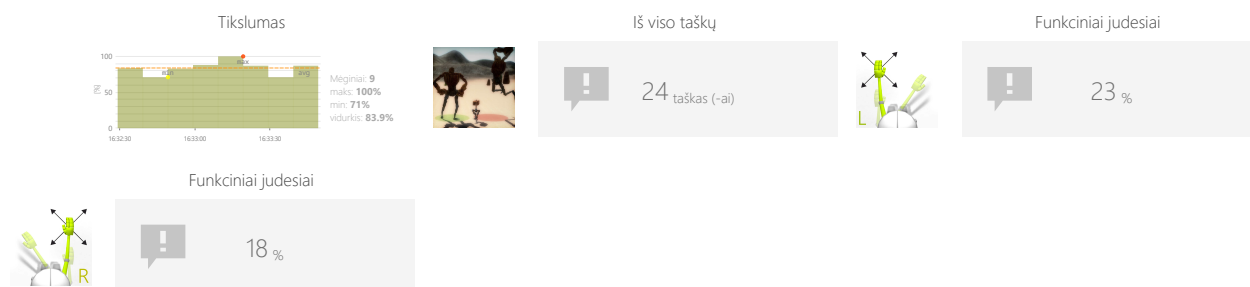 Tikslumas
100
50
0
[%]
min
max
avg
16:32:30
16:33:00
16:33:30
Mėginiai: 9
maks: 100%
min: 71%
vidurkis: 83.9%
Iš viso taškų
24 taškas (-ai)
Funkciniai judesiai
L
23 %
Funkciniai judesiai
R
18 %